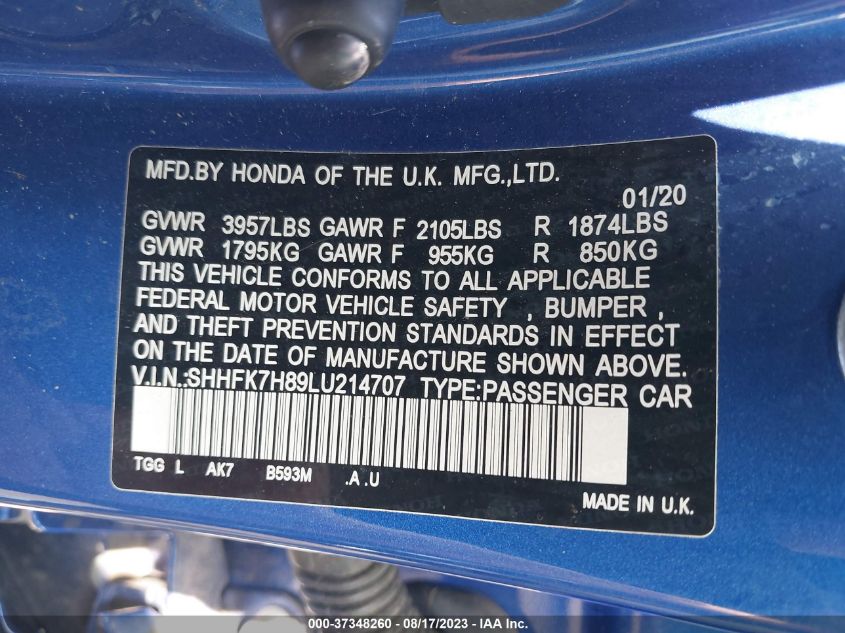 MFD.BY HONDA OF THE U.K. MFG.,LTD.
01/20
GVWR 3957LBS GAWR F 2105LBS R 1874LBS
GVWR 1795KG GAWR F 955KG R 850KG
THIS VEHICLE CONFORMS TO ALL APPLICABLE
FEDERAL MOTOR VEHICLE SAFETY , BUMPER ,
AND THEFT PREVENTION STANDARDS IN EFFECT
ON THE DATE OF MANUFACTURE SHOWN ABOVE.
V.I.N.:SHHFK7H89LU214707 TYPE:PASSENGER CAR
TGG L AK7 B593M .A .U
MADE IN U.K.
000-37348260 - 08/17/2023 - IAA Inc.